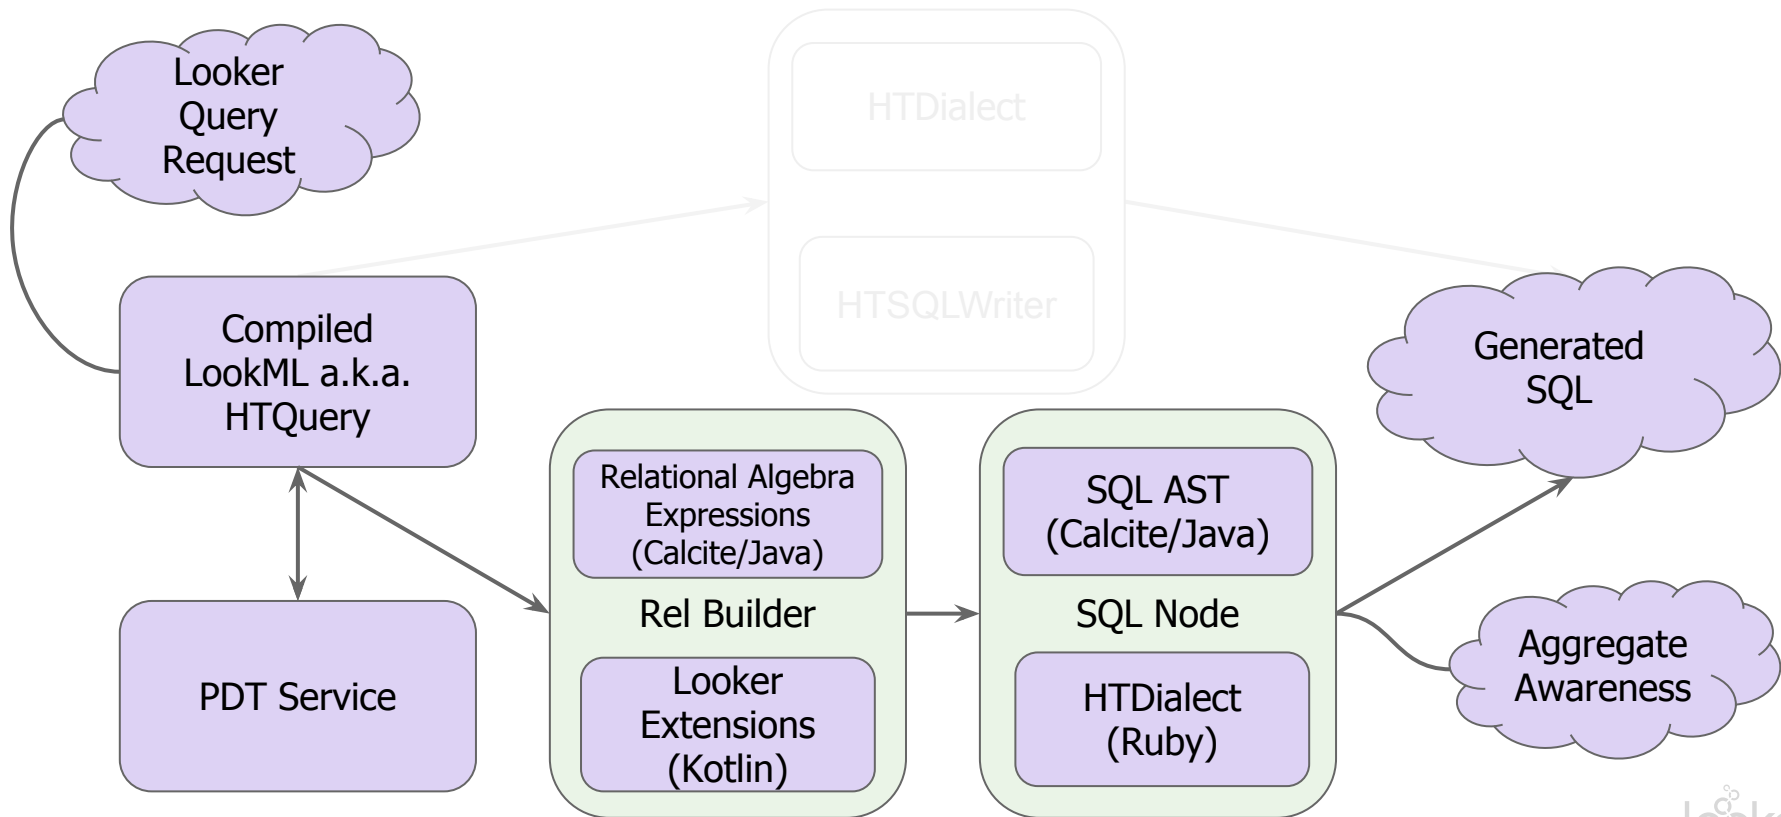 Looker
Query
Request
HTDialect
HTSQLWriter
Compiled
LookML a.k.a.
HTQuery
Generated
SQL
Relational Algebra
Expressions
(Calcite/Java)
Rel Builder
Looker
Extensions
(Kotlin)
SQL AST
(Calcite/Java)
SQL Node
HTDialect
(Ruby)
PDT Service
Aggregate
Awareness